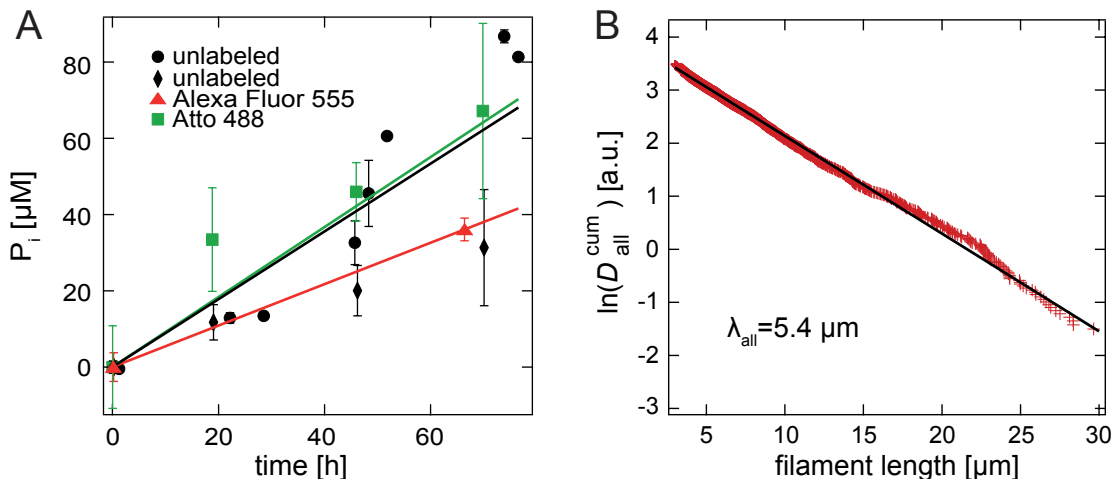 A
unlabeled
unlabeled
Alexa Fluor 555
Atto 488
80
60
40
20
0
Pi [µM]
0
20
40
60
time [h]
B
4
3
2
1
0
-1
-2
-3
ln(D all cum ) [a.u.]
λall=5.4 µm
5
10
15
20
25
30
filament length [µm]